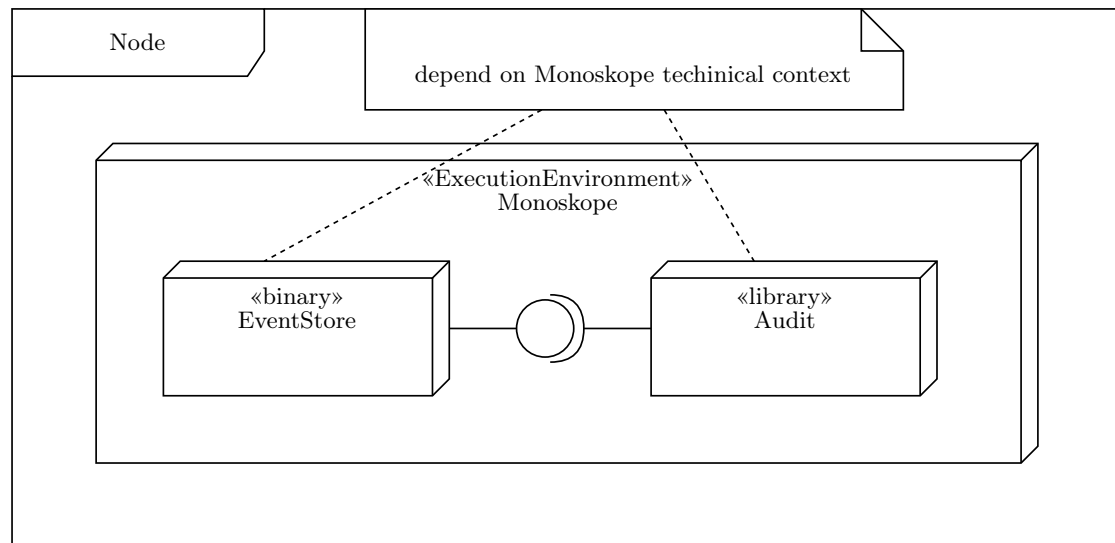 Node
depend on Monoskope techinical context
«ExecutionEnvironment»
Monoskope
«binary»
EventStore
«library»
Audit